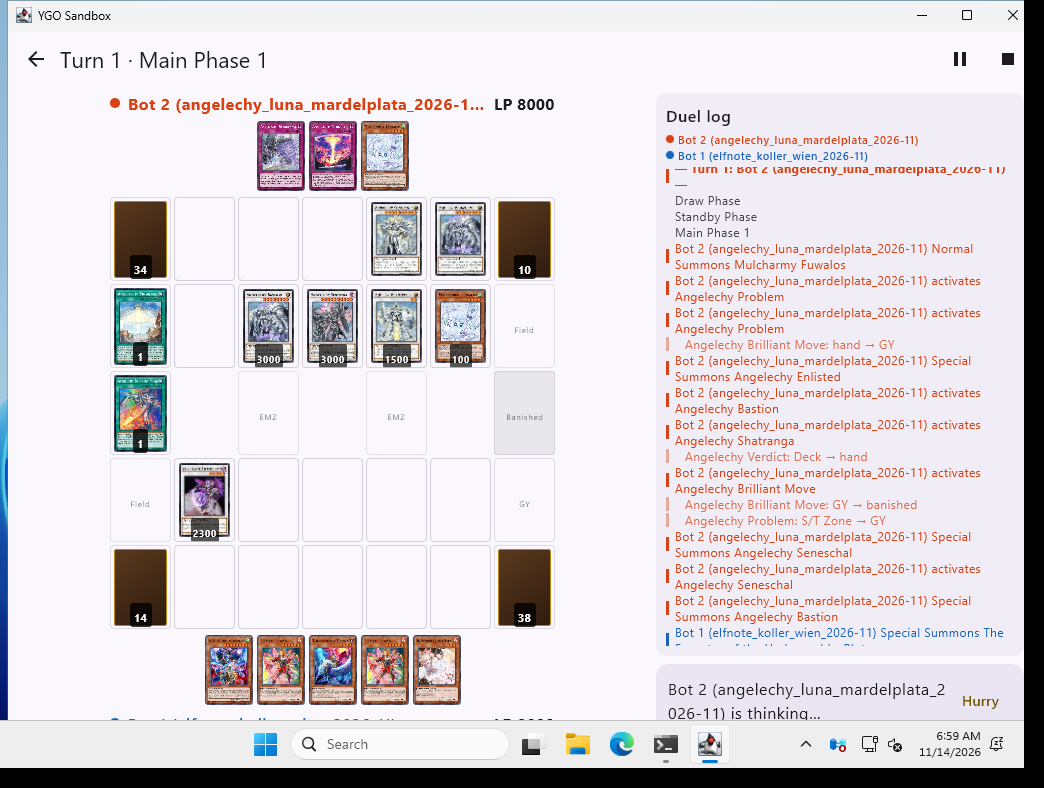 YGO Sandbox
Turn 1 · Main Phase 1
Bot 2 (angelechy_luna_mardelplata_2026-1... LP 8000
34
10
1
3000
3000
1500
100
Field
1
EMZ
EMZ
Banished
Field
2300
GY
14
38
Duel log
Bot 2 (angelechy_luna_mardelplata_2026-11)
Bot 1 (elfnote_koller_wien_2026-11)
— Turn 1: Bot 2 (angelechy_luna_mardelplata_2026-11)
—
Draw Phase
Standby Phase
Main Phase 1
Bot 2 (angelechy_luna_mardelplata_2026-11) Normal
Summons Mulcharmy Fuwalos
Bot 2 (angelechy_luna_mardelplata_2026-11) activates
Angelechy Problem
Bot 2 (angelechy_luna_mardelplata_2026-11) activates
Angelechy Problem
Angelechy Brilliant Move: hand → GY
Bot 2 (angelechy_luna_mardelplata_2026-11) Special
Summons Angelechy Enlisted
Bot 2 (angelechy_luna_mardelplata_2026-11) activates
Angelechy Bastion
Bot 2 (angelechy_luna_mardelplata_2026-11) activates
Angelechy Shatranga
Angelechy Verdict: Deck → hand
Bot 2 (angelechy_luna_mardelplata_2026-11) activates
Angelechy Brilliant Move
Angelechy Brilliant Move: GY → banished
Angelechy Problem: S/T Zone → GY
Bot 2 (angelechy_luna_mardelplata_2026-11) Special
Summons Angelechy Seneschal
Bot 2 (angelechy_luna_mardelplata_2026-11) activates
Angelechy Seneschal
Bot 2 (angelechy_luna_mardelplata_2026-11) Special
Summons Angelechy Bastion
Bot 1 (elfnote_koller_wien_2026-11) Special Summons The
Bot 2 (angelechy_luna_mardelplata_2
026-11) is thinking...
Hurry
Search
6:59 AM
11/14/2026